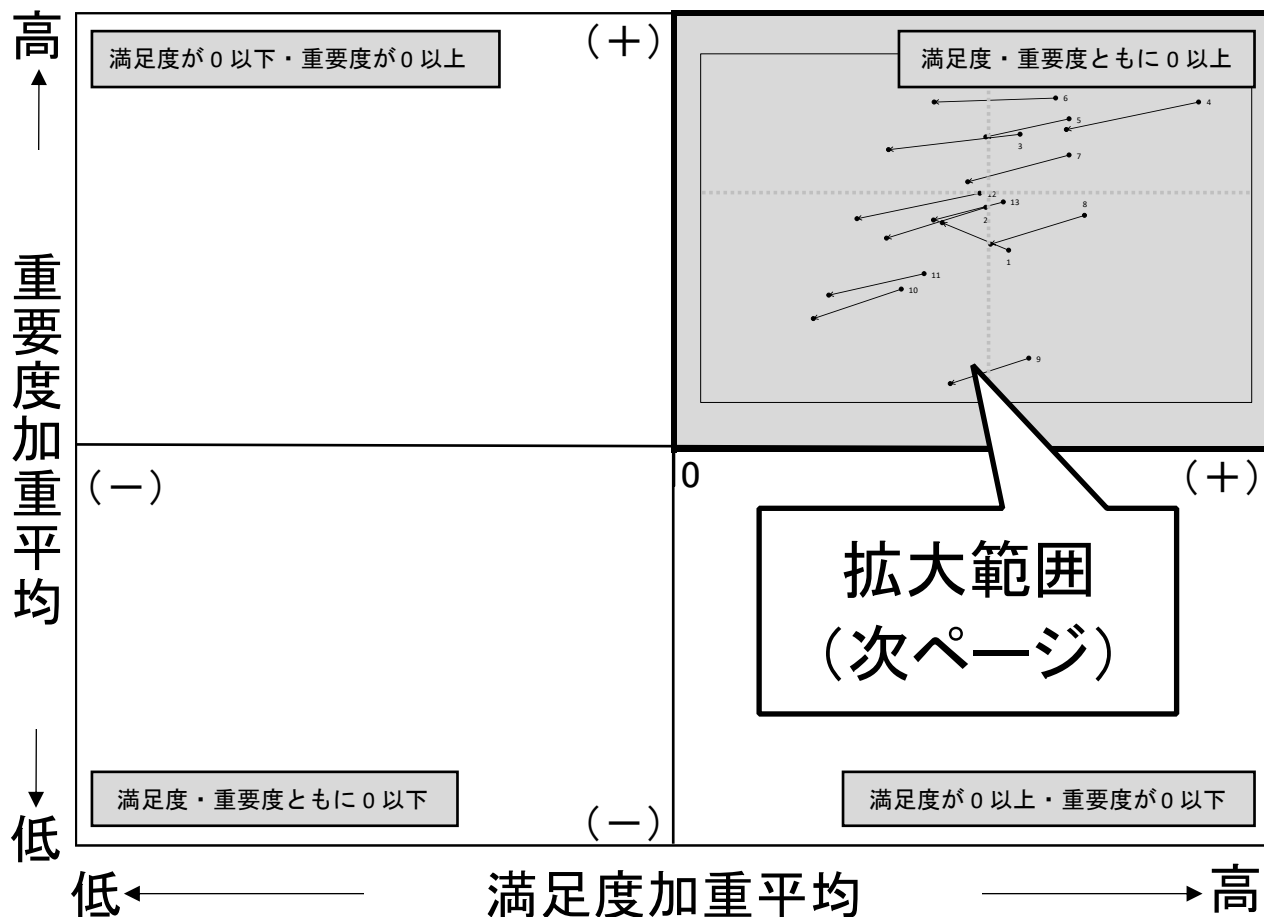 高
重要度加重平均
低
満足度が0以下・重要度が0以上
（＋）
満足度・重要度ともに0以上
6
4
5
3
7
12
13
2
8
1
11
10
9
（－）
0
（＋）
拡大範囲
（次ページ）
満足度・重要度ともに0以下
（－）
満足度が0以上・重要度が0以下
低
満足度加重平均
高